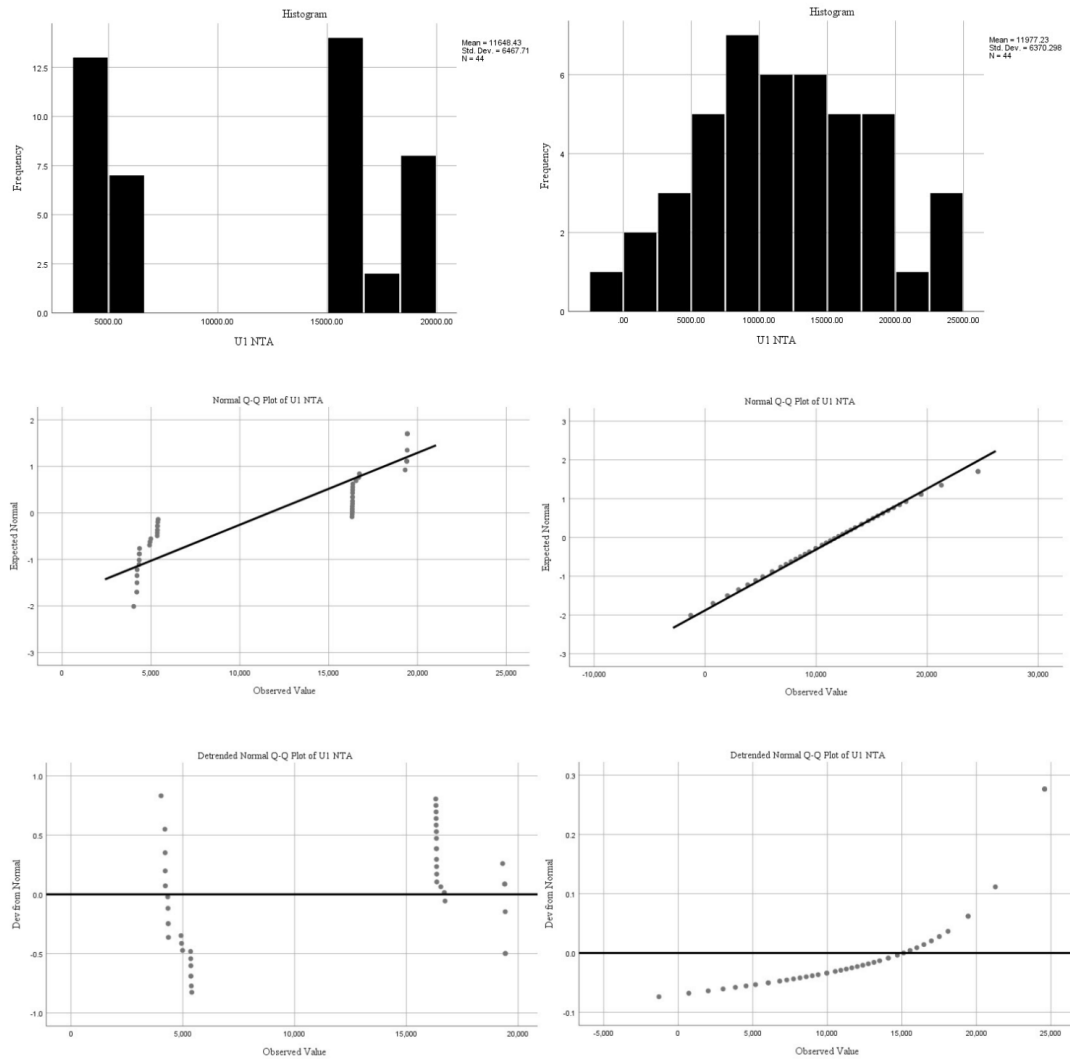 Histogram
Mean = 11648.43
Std. Dev. = 6467.71
N = 44
Frequency
12.5
10.0
7.5
5.0
2.5
0.0
5000.00 10000.00 15000.00 20000.00
U1 NTA
Histogram
Mean = 11977.23
Std. Dev. = 6370.298
N = 44
Frequency
6
4
2
0
.00 5000.00 10000.00 15000.00 20000.00 25000.00
U1 NTA
Normal Q-Q Plot of U1 NTA
Expected Normal
2
1
0
-1
-2
-3
0 5,000 10,000 15,000 20,000 25,000
Observed Value
Normal Q-Q Plot of U1 NTA
Expected Normal
3
2
1
0
-1
-2
-3
-10,000 0 10,000 20,000 30,000
Observed Value
Detrended Normal Q-Q Plot of U1 NTA
Dev from Normal
1.0
0.5
0.0
-0.5
-1.0
0 5,000 10,000 15,000 20,000
Observed Value
Detrended Normal Q-Q Plot of U1 NTA
Dev from Normal
0.3
0.2
0.1
0.0
-0.1
-5,000 0 5,000 10,000 15,000 20,000 25,000
Observed Value